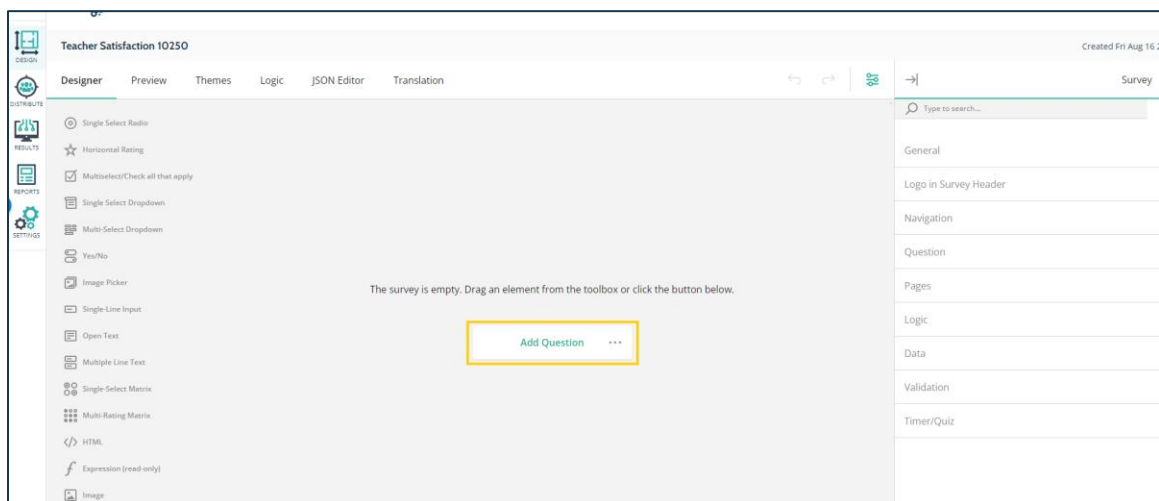 Teacher Satisfaction 10250
Created Fri Aug 16 2
DESIGN
DISTRIBUTE
RESULTS
REPORTS
SETTINGS
Designer Preview Themes Logic JSON Editor Translation
Survey
Single Select Radio
Horizontal Rating
Multiselect/Check all that apply
Single Select Dropdown
Multi-Select Dropdown
Yes/No
Image Picker
Single-Line Input
Open Text
Multiple Line Text
Single-Select Matrix
Multi-Rating Matrix
HTML
Expression (read-only)
Image
The survey is empty. Drag an element from the toolbox or click the button below.
Add Question ...
Type to search...
General
Logo in Survey Header
Navigation
Question
Pages
Logic
Data
Validation
Timer/Quiz